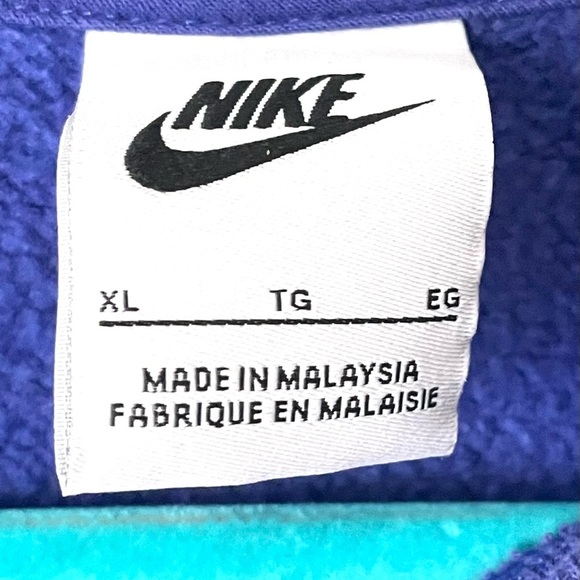 NIKE
XL TG EG
MADE IN MALAYSIA
FABRIQUE EN MALAISIE